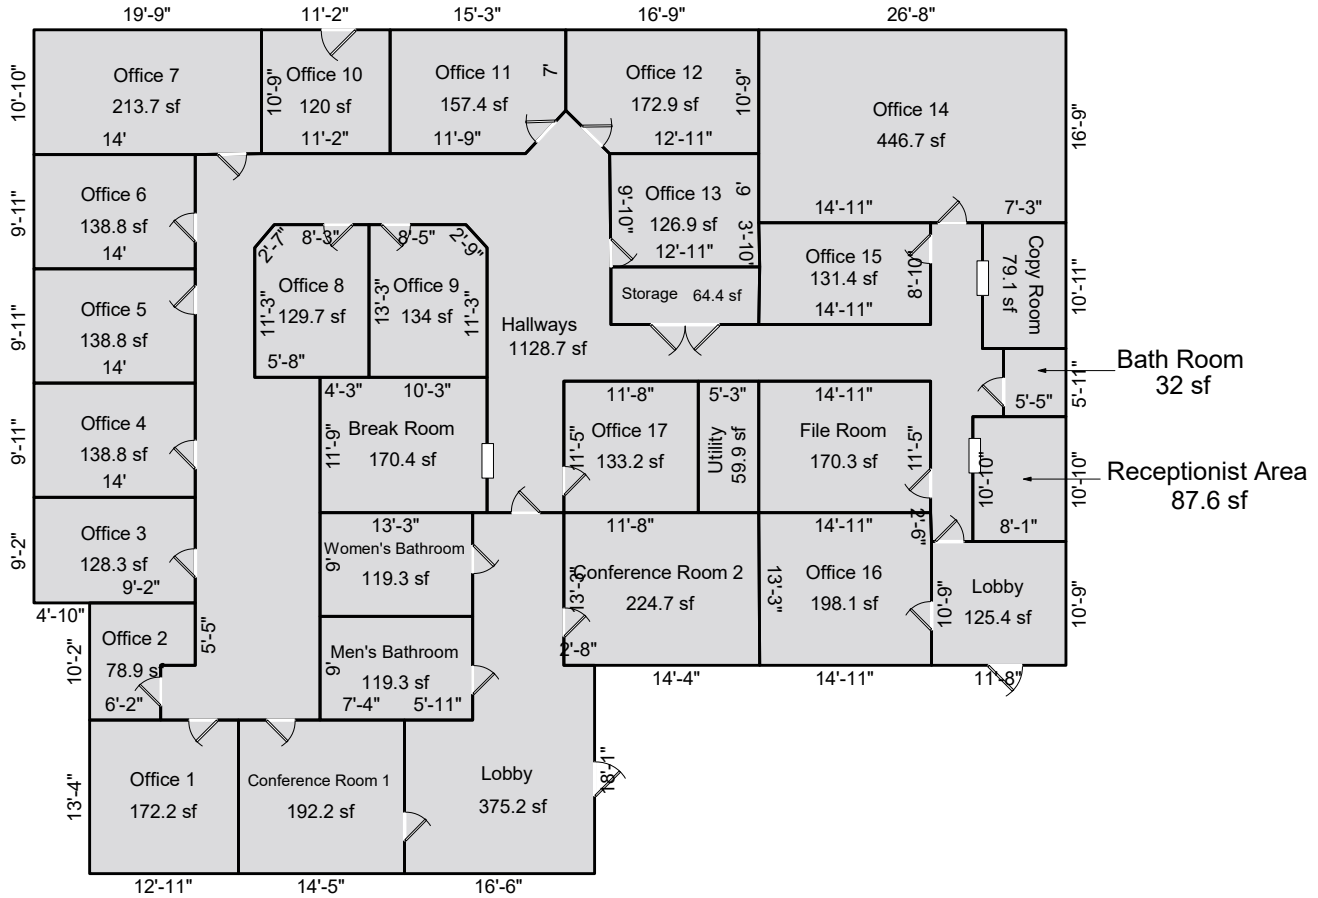 19'-9" 11'-2" 15'-3" 16'-9" 26'-8"
10'-10"
Office 7
213.7 sf
14'
10'-9"
Office 10
120 sf
11'-2"
Office 11
157.4 sf
11'-9"
7'
Office 12
172.9 sf
12'-11"
10'-9"
Office 14
446.7 sf
14'-11"
7'-3"
16'-9"
9'-11"
Office 6
138.8 sf
14'
9'-10"
Office 13
126.9 sf
12'-11"
6'
3'-10"
2'-7"
8'-3"
8'-5"
2'-9"
11'-3"
Office 8
129.7 sf
5'-8"
13'-3"
Office 9
134 sf
11'-3"
Office 15
131.4 sf
14'-11"
8'-10"
Copy Room
79.1 sf
10'-11"
9'-11"
Office 5
138.8 sf
14'
Storage 64.4 sf
Hallways
1128.7 sf
Bath Room
32 sf
5'-5"
5'-11"
9'-11"
Office 4
138.8 sf
14'
4'-3"
10'-3"
11'-9"
Break Room
170.4 sf
11'-8"
Office 17
133.2 sf
11'-5"
5'-3"
Utility
59.9 sf
14'-11"
File Room
170.3 sf
11'-5"
10'-10"
8'-1"
10'-10"
Receptionist Area
87.6 sf
9'-2"
Office 3
128.3 sf
9'-2"
4'-10"
13'-3"
Women's Bathroom
119.3 sf
9'
11'-8"
Conference Room 2
224.7 sf
13'-3"
2'-8"
14'-4"
14'-11"
2'-9"
13'-3"
Office 16
198.1 sf
14'-11"
10'-9"
Lobby
125.4 sf
10'-9"
11'-8"
10'-2"
Office 2
78.9 sf
6'-2"
5'-5"
Men's Bathroom
119.3 sf
9'
7'-4"
5'-11"
13'-4"
Office 1
172.2 sf
Conference Room 1
192.2 sf
Lobby
375.2 sf
18'-1"
12'-11" 14'-5" 16'-6"